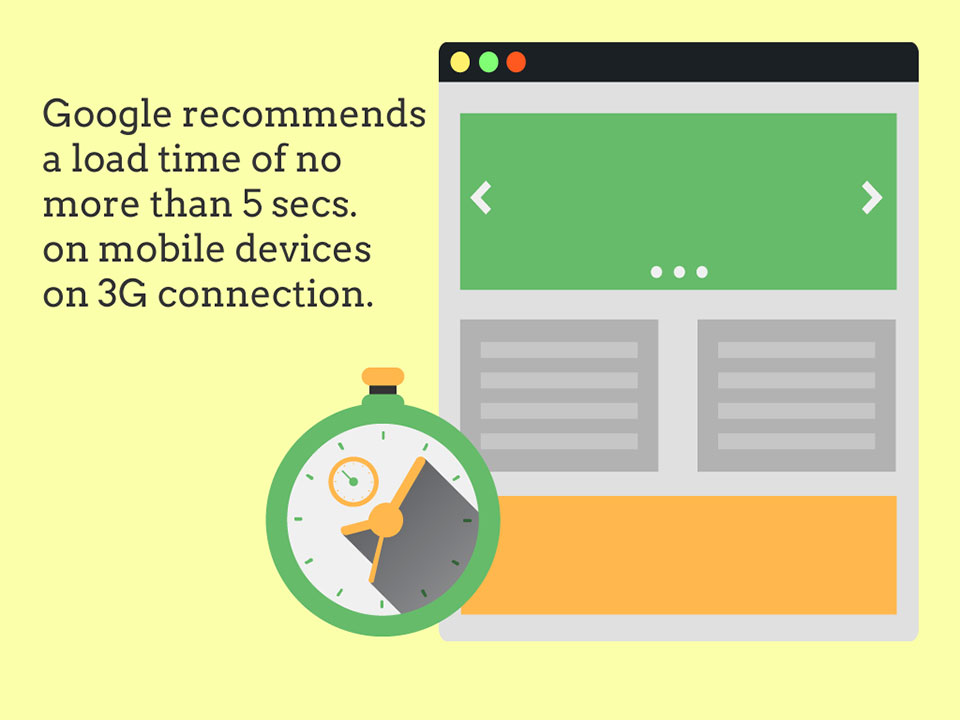 Google recommends
a load time of no
more than 5 secs.
on mobile devices
on 3G connection.